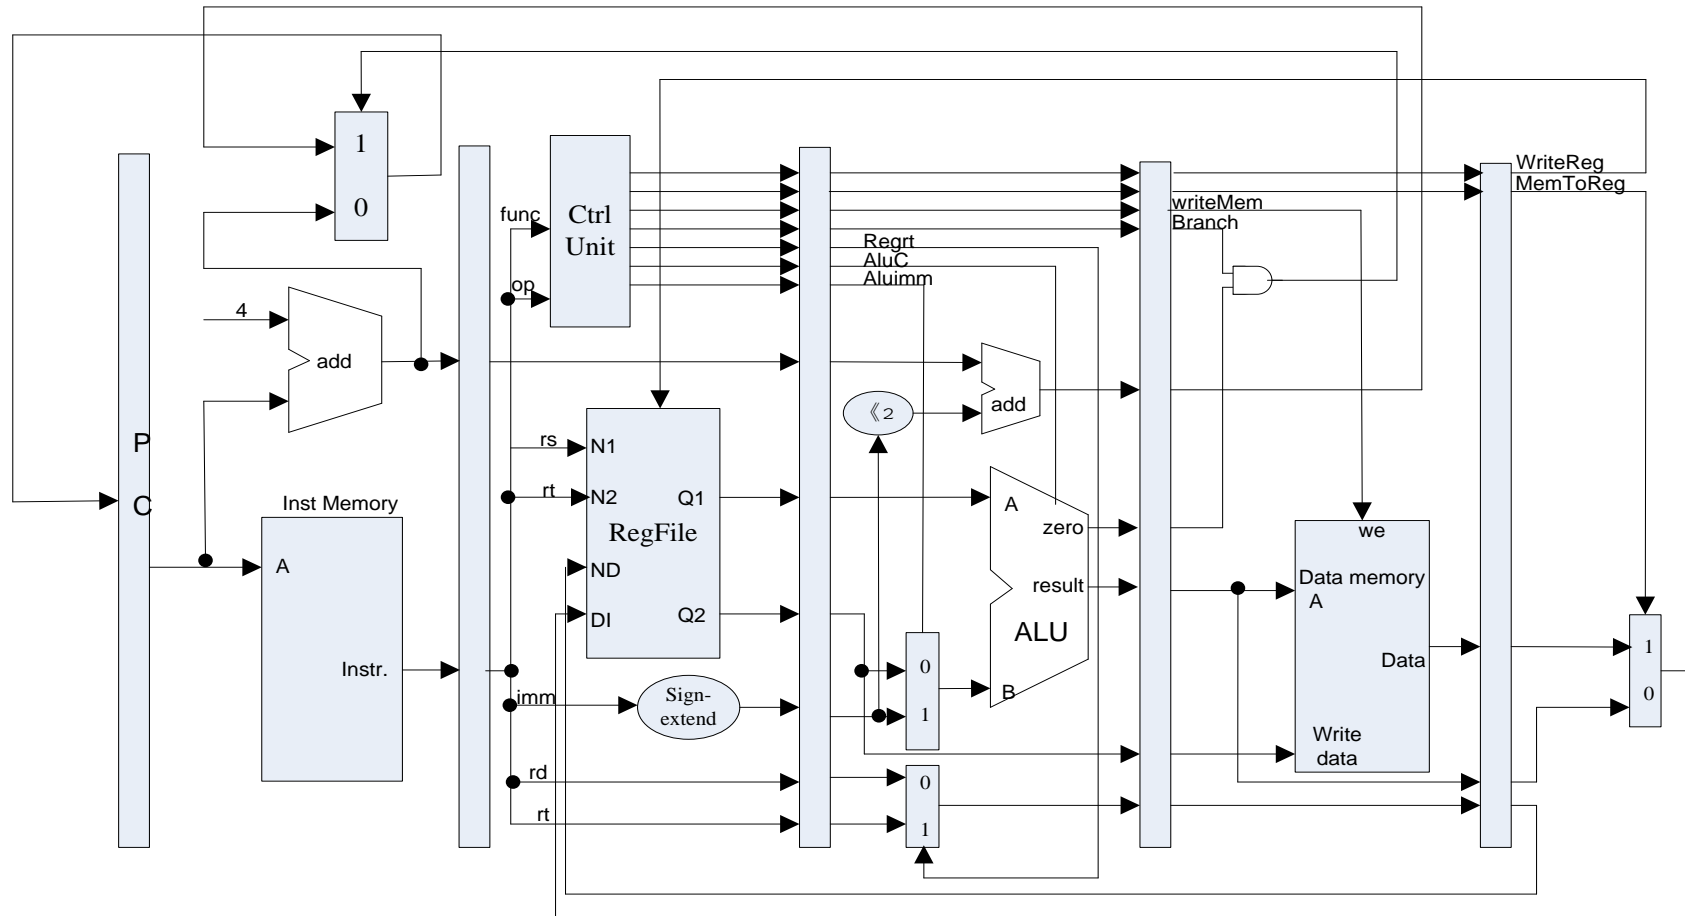 WriteReg
MemToReg
1
0
func
Ctrl
Unit
writeMem
Branch
Regrt
AluC
Aluimm
op
4
add
add
《2
P
C
rs
N1
rt
N2
Q1
RegFile
ND
DI
Q2
Inst Memory
A
Instr.
A
zero
result
ALU
B
we
Data memory
A
Data
Write
data
1
0
0
1
imm
Sign-
extend
rd
rt
0
1